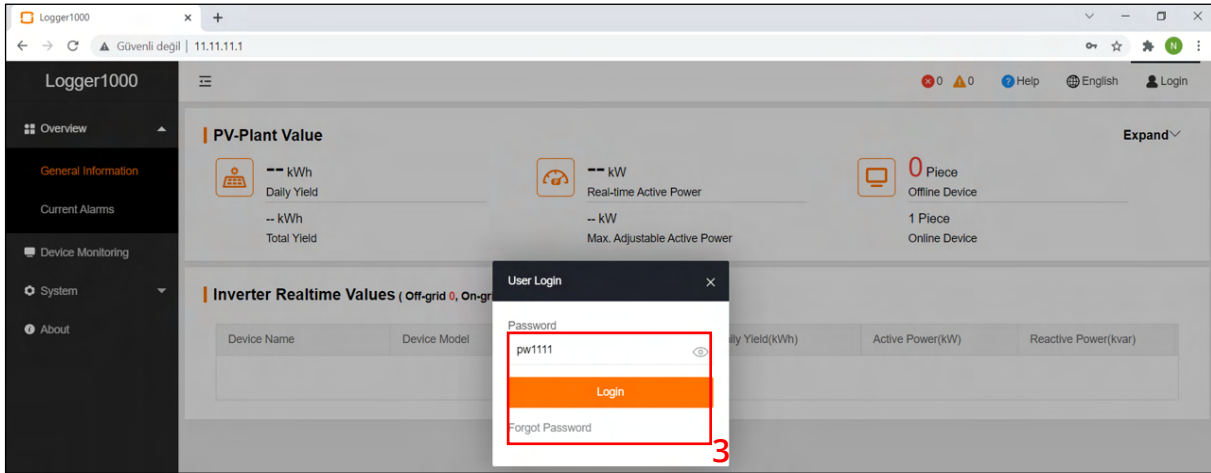 Logger1000
Güvenli değil | 11.11.11.1
N
Logger1000
0 0 Help English Login
Overview
General Information
Current Alarms
Device Monitoring
System
About
PV-Plant Value Expand
-- kWh
Daily Yield
-- kWh
Total Yield
-- kW
Real-time Active Power
-- kW
Max. Adjustable Active Power
0 Piece
Offline Device
1 Piece
Online Device
Inverter Realtime Values ( Off-grid 0, On-gr
Device Name Device Model ily Yield(kWh) Active Power(kW) Reactive Power(kvar)
User Login
Password
pw1111
Login
Forgot Password
3